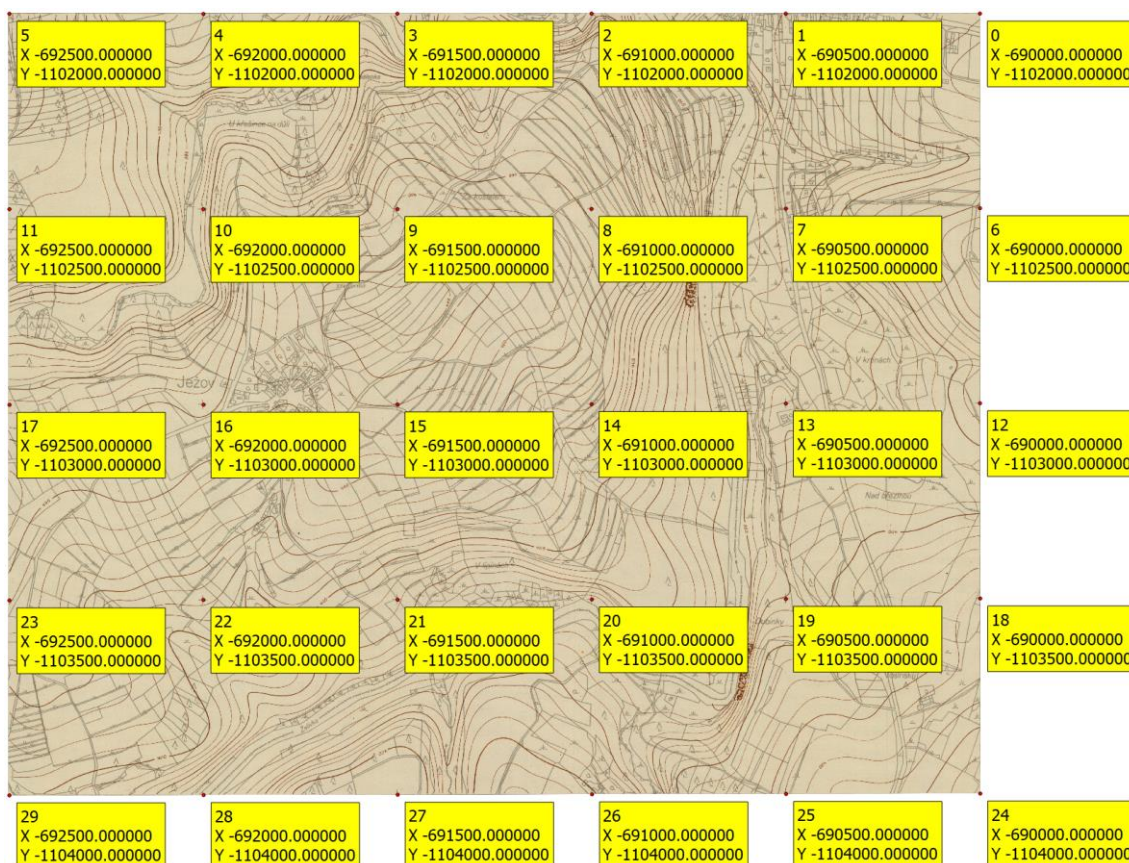 5
X -692500.000000
Y -1102000.000000
4
X -692000.000000
Y -1102000.000000
3
X -691500.000000
Y -1102000.000000
2
X -691000.000000
Y -1102000.000000
1
X -690500.000000
Y -1102000.000000
0
X -690000.000000
Y -1102000.000000
11
X -692500.000000
Y -1102500.000000
10
X -692000.000000
Y -1102500.000000
9
X -691500.000000
Y -1102500.000000
8
X -691000.000000
Y -1102500.000000
7
X -690500.000000
Y -1102500.000000
6
X -690000.000000
Y -1102500.000000
V kátinách
Ježov
17
X -692500.000000
Y -1103000.000000
16
X -692000.000000
Y -1103000.000000
15
X -691500.000000
Y -1103000.000000
14
X -691000.000000
Y -1103000.000000
13
X -690500.000000
Y -1103000.000000
12
X -690000.000000
Y -1103000.000000
Nad březinou
23
X -692500.000000
Y -1103500.000000
22
X -692000.000000
Y -1103500.000000
21
X -691500.000000
Y -1103500.000000
20
X -691000.000000
Y -1103500.000000
Dubinky
19
X -690500.000000
Y -1103500.000000
18
X -690000.000000
Y -1103500.000000
29
X -692500.000000
Y -1104000.000000
28
X -692000.000000
Y -1104000.000000
27
X -691500.000000
Y -1104000.000000
26
X -691000.000000
Y -1104000.000000
25
X -690500.000000
Y -1104000.000000
24
X -690000.000000
Y -1104000.000000